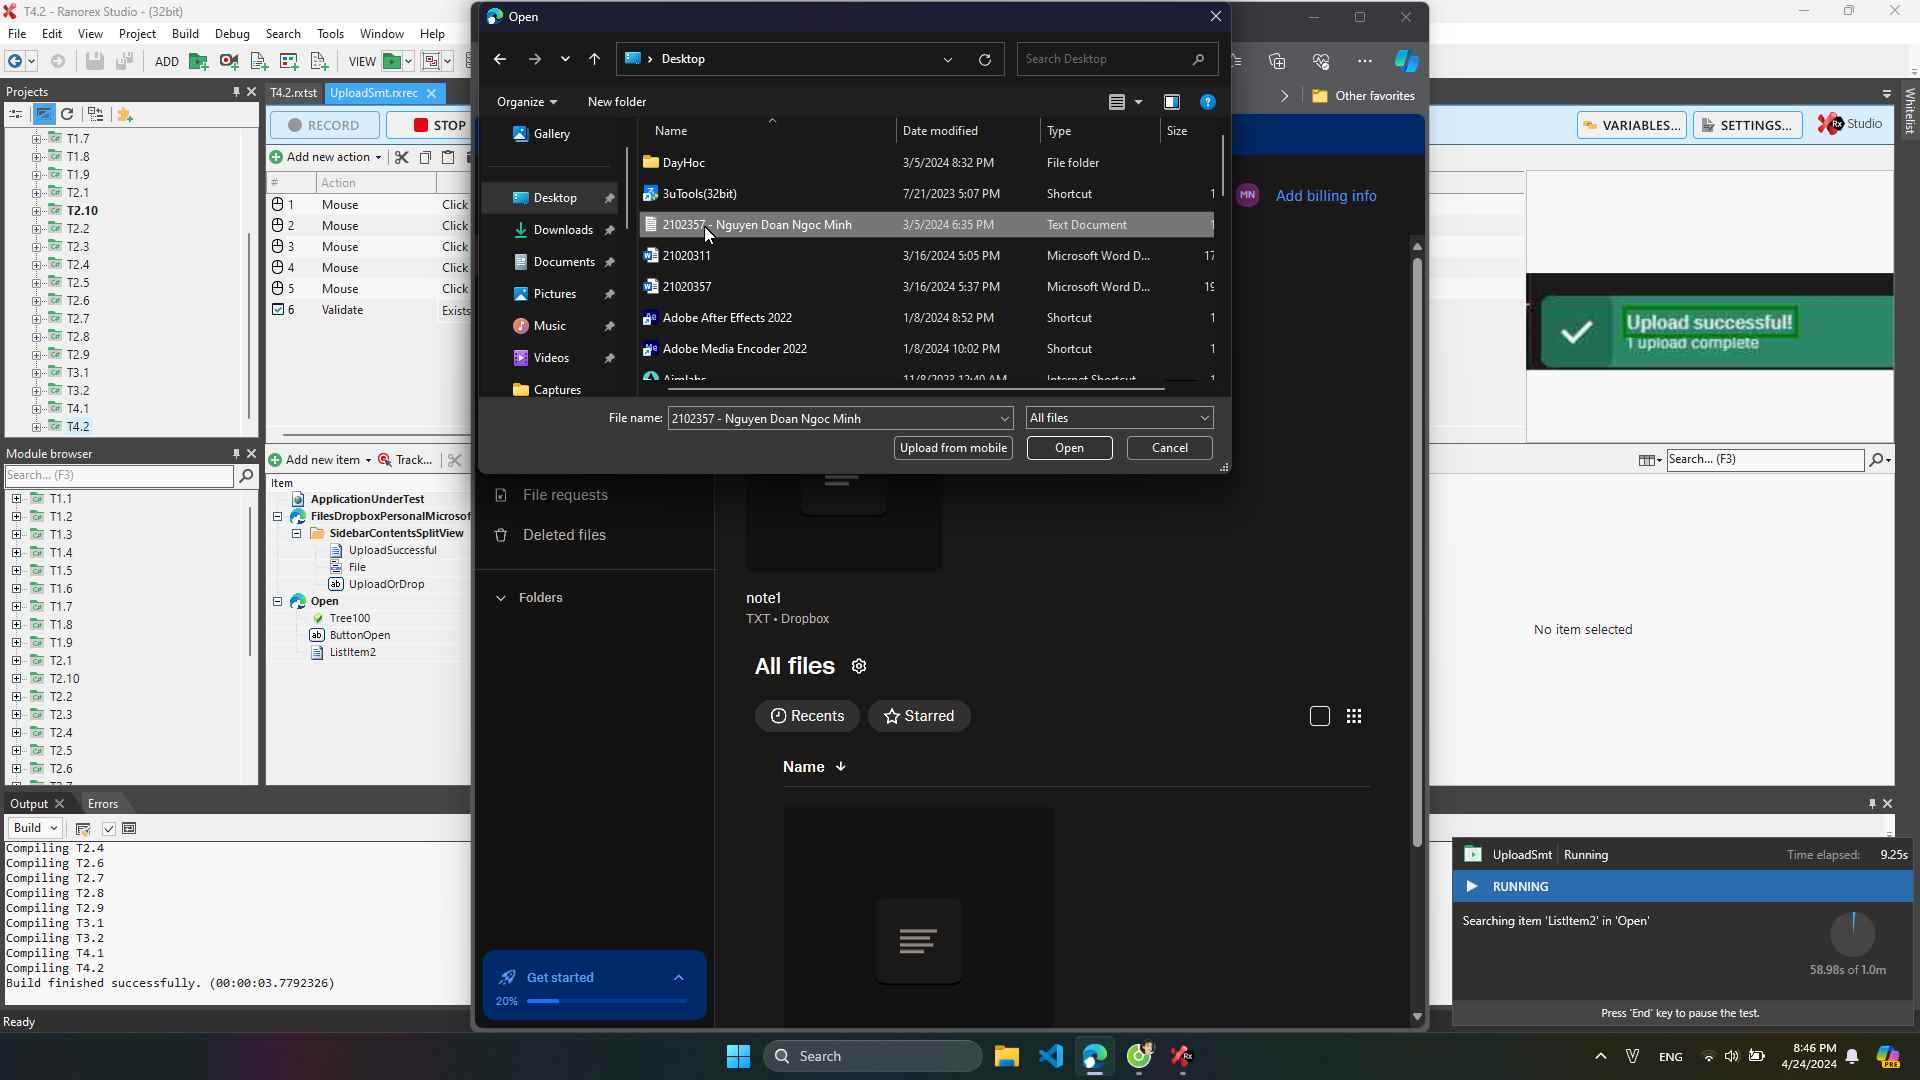 T4.2 - Ranorex Studio - (32bit)
File Edit View Project Build Debug Search Tools Window Help
ADD VIEW
Projects
T1.7
T1.8
T1.9
T2.1
T2.10
T2.2
T2.3
T2.4
T2.5
T2.6
T2.7
T2.8
T2.9
T3.1
T3.2
T4.1
T4.2
Module browser
Search... (F3)
T1.1
T1.2
T1.3
T1.4
T1.5
T1.6
T1.7
T1.8
T1.9
T2.1
T2.10
T2.2
T2.3
T2.4
T2.5
T2.6
T2.7
Output Errors
Build
Compiling T2.4
Compiling T2.6
Compiling T2.7
Compiling T2.8
Compiling T2.9
Compiling T3.1
Compiling T3.2
Compiling T4.1
Compiling T4.2
Build finished successfully. (00:00:03.7792326)
Ready
T4.2.rxtst UploadSmt.rxrec
RECORD STOP
Add new action
# Action
1 Mouse Click
2 Mouse Click
3 Mouse Click
4 Mouse Click
5 Mouse Click
6 Validate Exists
Add new item Track...
Item
ApplicationUnderTest
FilesDropboxPersonalMicrosof
SidebarContentsSplitView
UploadSuccessful
File
UploadOrDrop
Open
Tree100
ButtonOpen
ListItem2
Open
Desktop
Search Desktop
Organize New folder
Gallery
Desktop
Downloads
Documents
Pictures
Music
Videos
Captures
Name Date modified Type Size
DayHoc 3/5/2024 8:32 PM File folder
3uTools(32bit) 7/21/2023 5:07 PM Shortcut 1
2102357 - Nguyen Doan Ngoc Minh 3/5/2024 6:35 PM Text Document 1
21020311 3/16/2024 5:05 PM Microsoft Word D... 17
21020357 3/16/2024 5:37 PM Microsoft Word D... 19
Adobe After Effects 2022 1/8/2024 8:52 PM Shortcut 1
Adobe Media Encoder 2022 1/8/2024 10:02 PM Shortcut 1
Aimlabs 11/8/2023 12:40 AM Internet Shortcut 1
File name: 2102357 - Nguyen Doan Ngoc Minh All files
Upload from mobile Open Cancel
Other favorites
MN Add billing info
File requests
Deleted files
Folders
note1
TXT • Dropbox
All files
Recents Starred
Name
Get started
20%
VARIABLES... SETTINGS... Rx Studio
Whitelist
Upload successful!
1 upload complete
Search... (F3)
No item selected
UploadSmt Running Time elapsed: 9.25s
RUNNING
Searching item 'ListItem2' in 'Open'
58.98s of 1.0m
Press 'End' key to pause the test.
Search
ENG
8:46 PM
4/24/2024
PRE